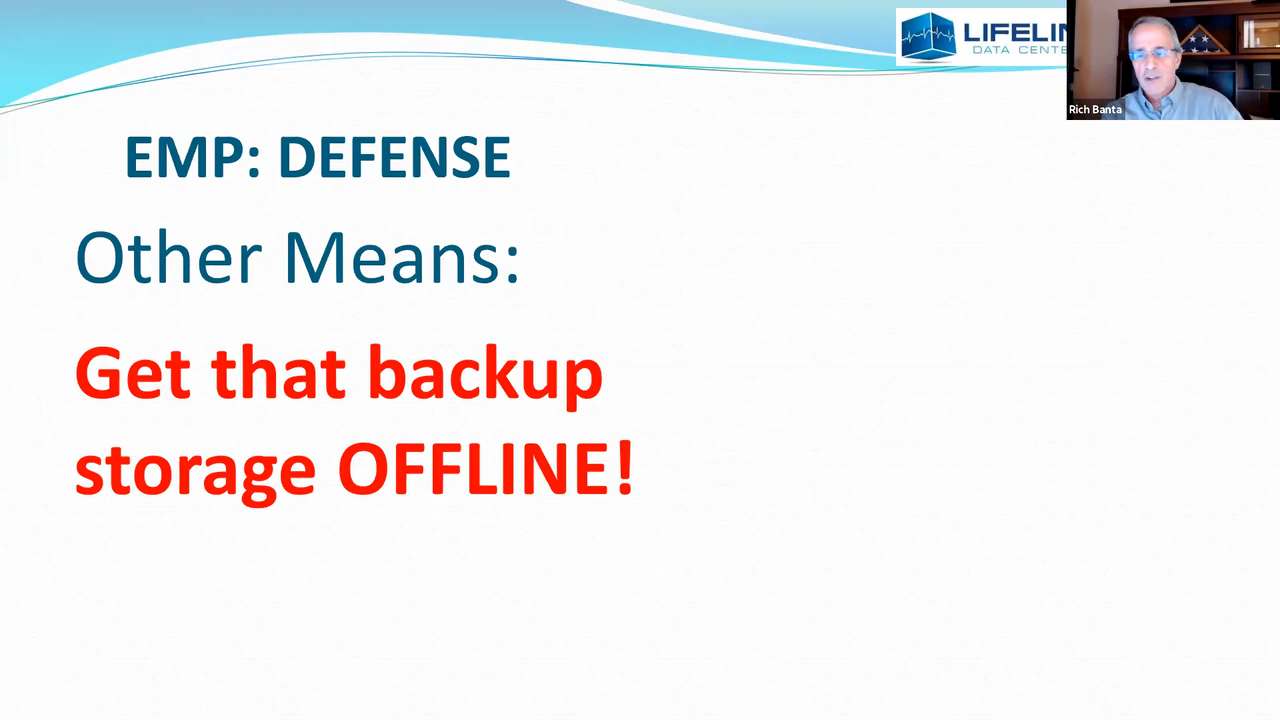 LIFELIN
DATA CENTE
Rich Banta
EMP: DEFENSE
Other Means:
Get that backup
storage OFFLINE!